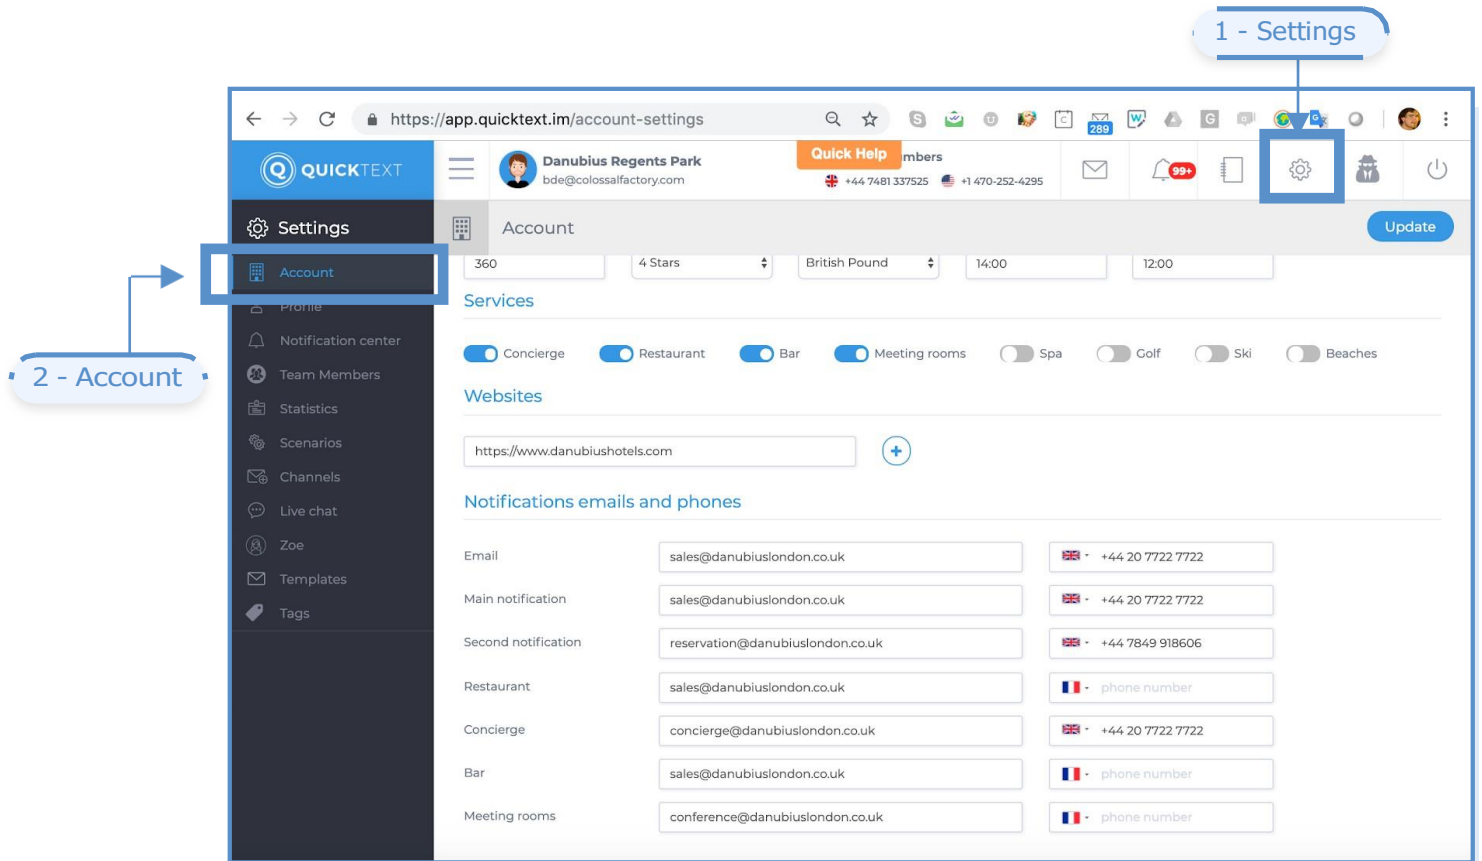 1 - Settings
https://app.quicktext.im/account-settings
289
QUICKTEXT
Danubius Regents Park
bde@colossalfactory.com
Quick Help
mbers
+44 7481 337525 +1 470-252-4295
99+
Settings
Account
Update
Account
360 4 Stars British Pound 14:00 12:00
Profile
Services
Notification center
Concierge Restaurant Bar Meeting rooms Spa Golf Ski Beaches
2 - Account
Team Members
Websites
Statistics
Scenarios
https://www.danubiushotels.com
Channels
Notifications emails and phones
Live chat
Zoe
Email sales@danubiuslondon.co.uk +44 20 7722 7722
Templates
Main notification sales@danubiuslondon.co.uk +44 20 7722 7722
Tags
Second notification reservation@danubiuslondon.co.uk +44 7849 918606
Restaurant sales@danubiuslondon.co.uk phone number
Concierge concierge@danubiuslondon.co.uk +44 20 7722 7722
Bar sales@danubiuslondon.co.uk phone number
Meeting rooms conference@danubiuslondon.co.uk phone number